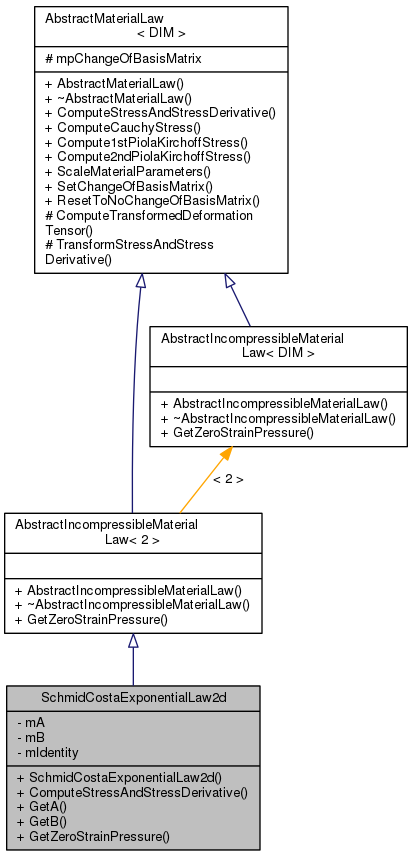 AbstractMaterialLaw
< DIM >
# mpChangeOfBasisMatrix
+ AbstractMaterialLaw()
+ ~AbstractMaterialLaw()
+ ComputeStressAndStressDerivative()
+ ComputeCauchyStress()
+ Compute1stPiolaKirchoffStress()
+ Compute2ndPiolaKirchoffStress()
+ ScaleMaterialParameters()
+ SetChangeOfBasisMatrix()
+ ResetToNoChangeOfBasisMatrix()
# ComputeTransformedDeformation
Tensor()
# TransformStressAndStress
Derivative()
AbstractIncompressibleMaterial
Law< DIM >
+ AbstractIncompressibleMaterialLaw()
+ ~AbstractIncompressibleMaterialLaw()
+ GetZeroStrainPressure()
< 2 >
AbstractIncompressibleMaterial
Law< 2 >
+ AbstractIncompressibleMaterialLaw()
+ ~AbstractIncompressibleMaterialLaw()
+ GetZeroStrainPressure()
SchmidCostaExponentialLaw2d
- mA
- mB
- mIdentity
+ SchmidCostaExponentialLaw2d()
+ ComputeStressAndStressDerivative()
+ GetA()
+ GetB()
+ GetZeroStrainPressure()